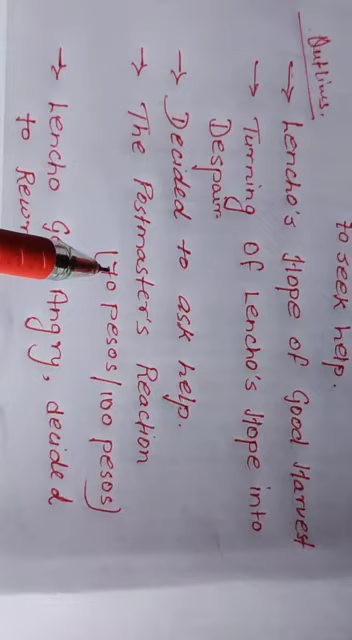 to seek help.
Outlines.
→ Lencho's Hope of Good Harvest
→ Turning of Lencho's Hope into
Despair.
→ Decided to ask help.
→ The Postmaster's Reaction
(70 pesos/100 pesos)
→ Lencho Angry, decided
to